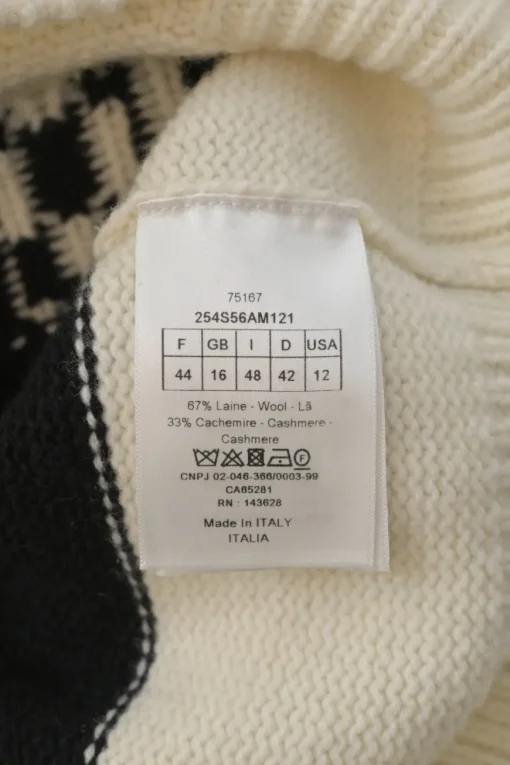 75167
254S56AM121
F GB I D USA
44 16 48 42 12
67% Laine - Wool - Lã
33% Cachemire - Cashmere -
Cashmere
F
CNPJ 02-046-366/0003-99
CA65281
RN : 143628
Made in ITALY
ITALIA